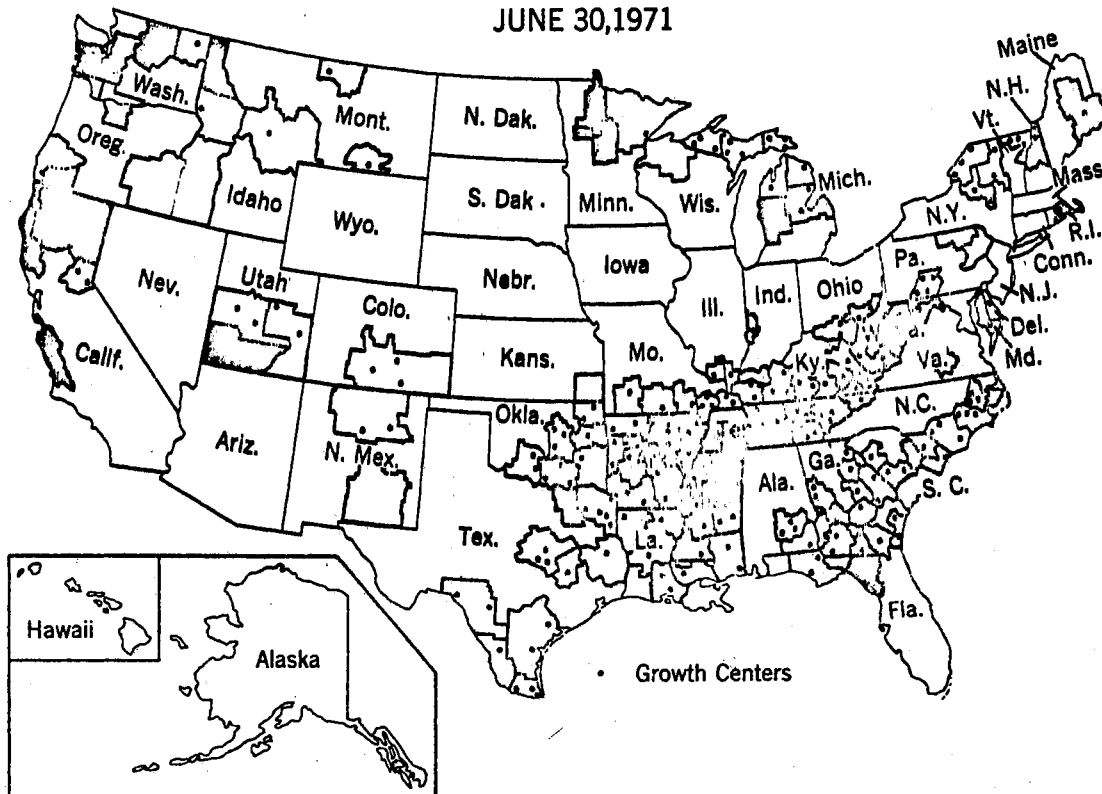 JUNE 30,1971
Maine
N.H.
Vt.
Wash.
Mont.
N. Dak.
Oreg.
Mass
Mich.
Idaho
S. Dak.
Minn.
Wis.
Wyo.
N.Y.
R.I.
Conn.
Iowa
Pa.
Nebr.
Nev.
Utah
Ohio
Ind.
N.J.
Colo.
Ill.
Del.
Calif.
Kans.
Mo.
Ky
Va.
Md.
Okla.
N.C.
Ariz.
N. Mex.
Ga.
Ala.
S. C.
Tex.
La.
Fla.
Hawaii
Alaska
• Growth Centers